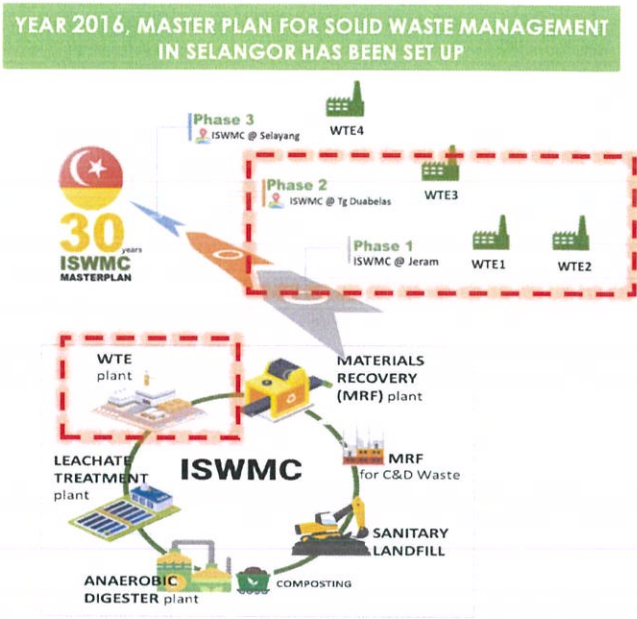 YEAR 2016, MASTER PLAN FOR SOLID WASTE MANAGEMENT
IN SELANGOR HAS BEEN SET UP
Phase 3
ISWMC @ Selayang
WTE4
Phase 2
ISWMC @ Tg Duabelas
WTE3
Phase 1
ISWMC @ Jeram
WTE1
WTE2
30
years
ISWMC
MASTERPLAN
WTE
plant
MATERIALS
RECOVERY
(MRF) plant
MRF
for C&D Waste
SANITARY
LANDFILL
COMPOSTING
ANAEROBIC
DIGESTER plant
LEACHATE
TREATMENT
plant
ISWMC